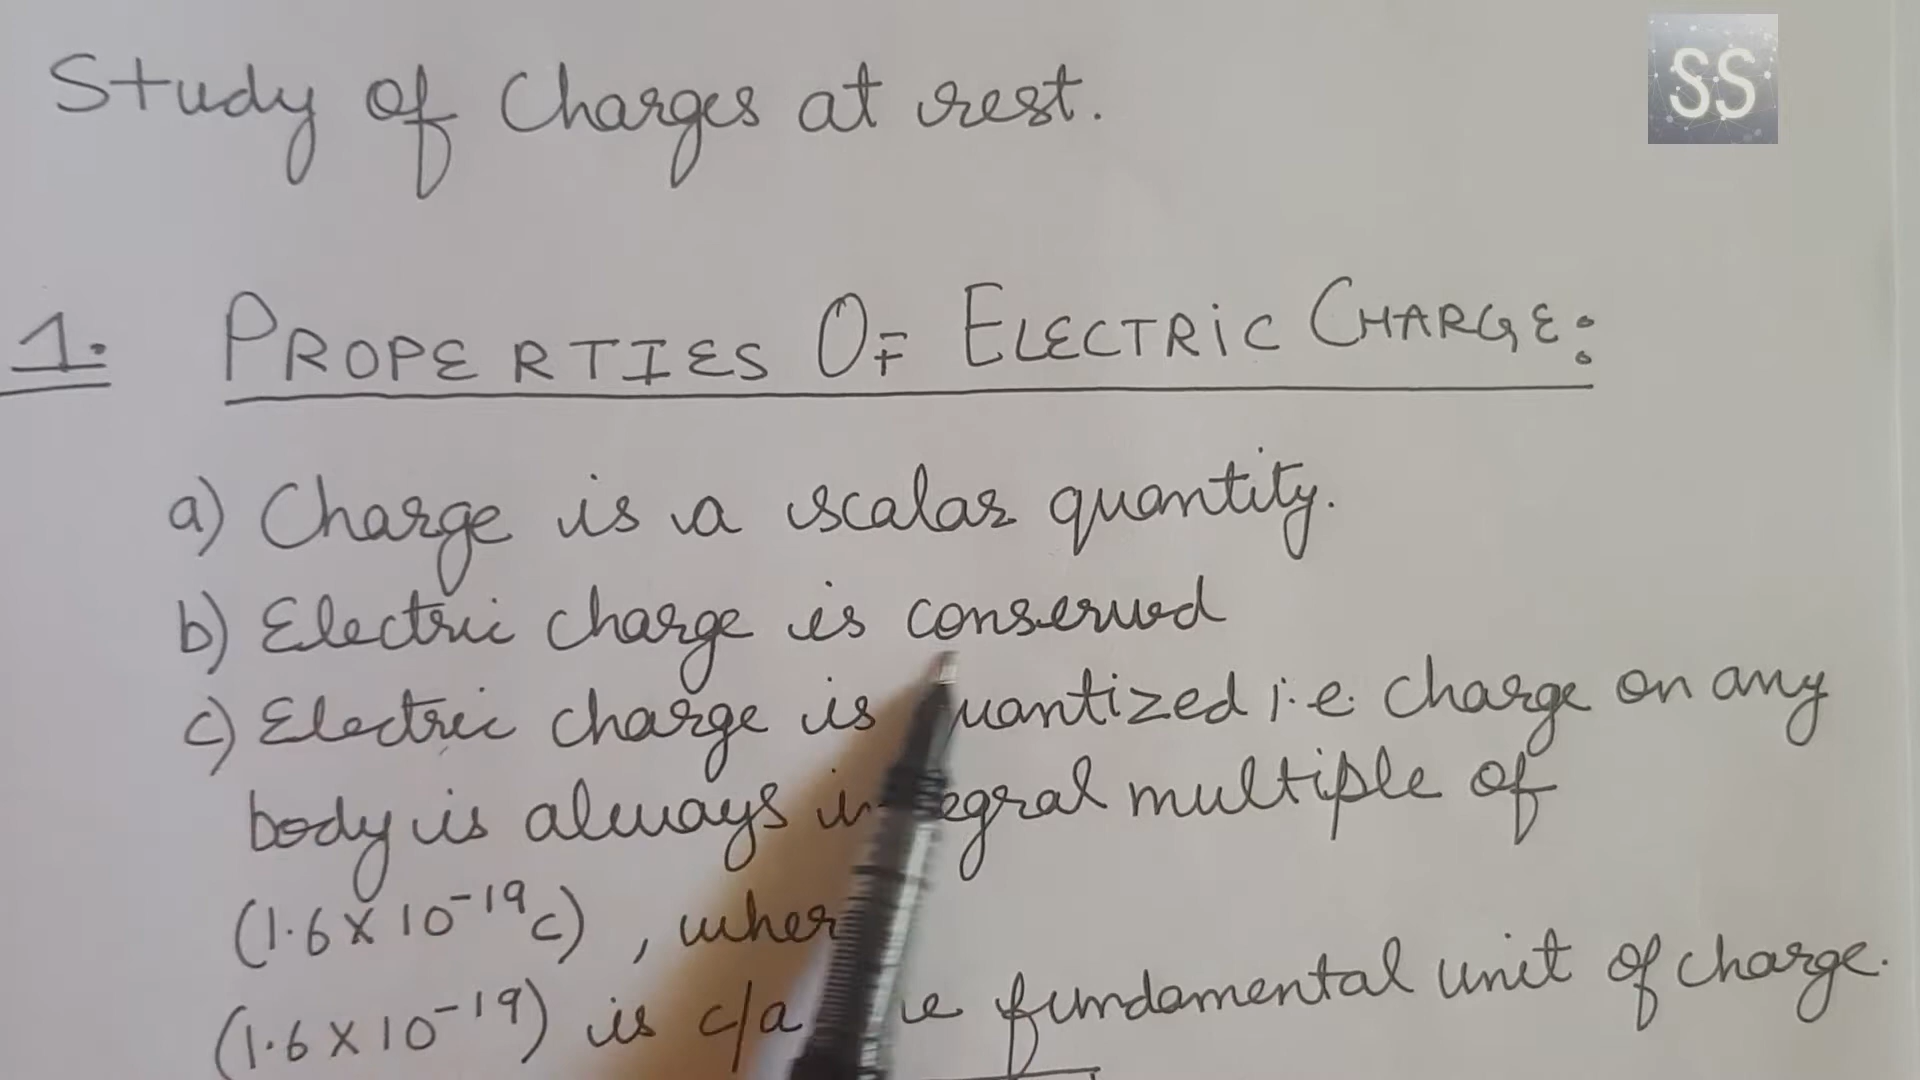 Study of Charges at rest.
SS
1. PROPERTIES OF ELECTRIC CHARGE:
a) Charge is a scalar quantity.
b) Electric charge is conserved
c) Electric charge is quantized i.e. charge on any
body is always integral multiple of
(1.6 × 10⁻¹⁹c) , wher
(1.6 × 10⁻¹⁹) is c/a fundamental unit of charge.